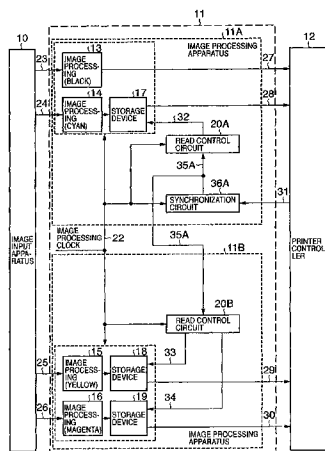 11
10
11A
12
23
13
IMAGE PROCESS-
ING
(BLACK)
IMAGE PROCESSING
APPARATUS
27
24
14
17
28
IMAGE PROCESS-
ING
(CYAN)
STORAGE
DEVICE
32
20A
READ CONTROL
CIRCUIT
35A
36A
31
SYNCHRONIZATION
CIRCUIT
IMAGE INPUT APPA-
RATUS
IMAGE
PROCESSING
CLOCK
22
35A
PRINTER CONTROL
LER
11B
20B
READ CONTROL
CIRCUIT
25
15
18
33
IMAGE
PROCESS-
ING
(YELLOW)
STORAGE
DEVICE
29
26
16
19
34
IMAGE
PROCESS-
ING
(MAGENTA)
STORAGE
DEVICE
30
IMAGE PROCESSING
APPARATUS